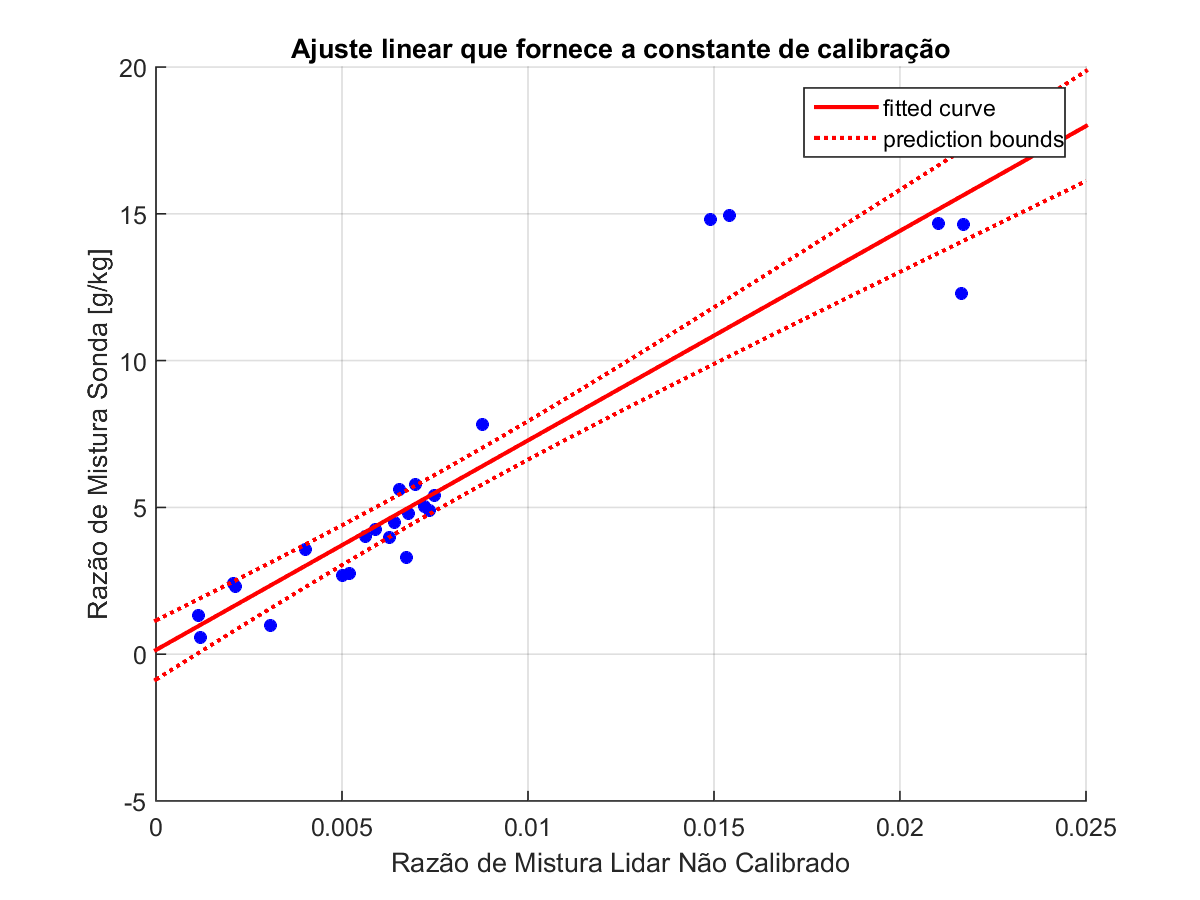 Ajuste linear que fornece a constante de calibração
20
fitted curve
prediction bounds
15
10
5
0
-5
Razão de Mistura Sonda [g/kg]
0
0.005
0.01
0.015
0.02
0.025
Razão de Mistura Lidar Não Calibrado